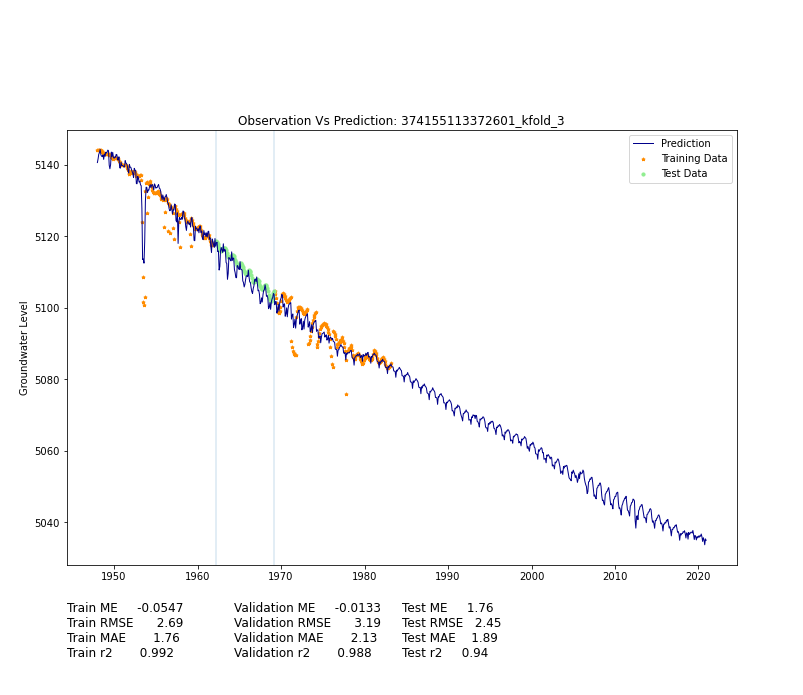 Observation Vs Prediction: 374155113372601_kfold_3
Prediction
Training Data
Test Data
Groundwater Level
5140
5120
5100
5080
5060
5040
1950 1960 1970 1980 1990 2000 2010 2020
Train ME -0.0547 Validation ME -0.0133 Test ME 1.76
Train RMSE 2.69 Validation RMSE 3.19 Test RMSE 2.45
Train MAE 1.76 Validation MAE 2.13 Test MAE 1.89
Train r2 0.992 Validation r2 0.988 Test r2 0.94